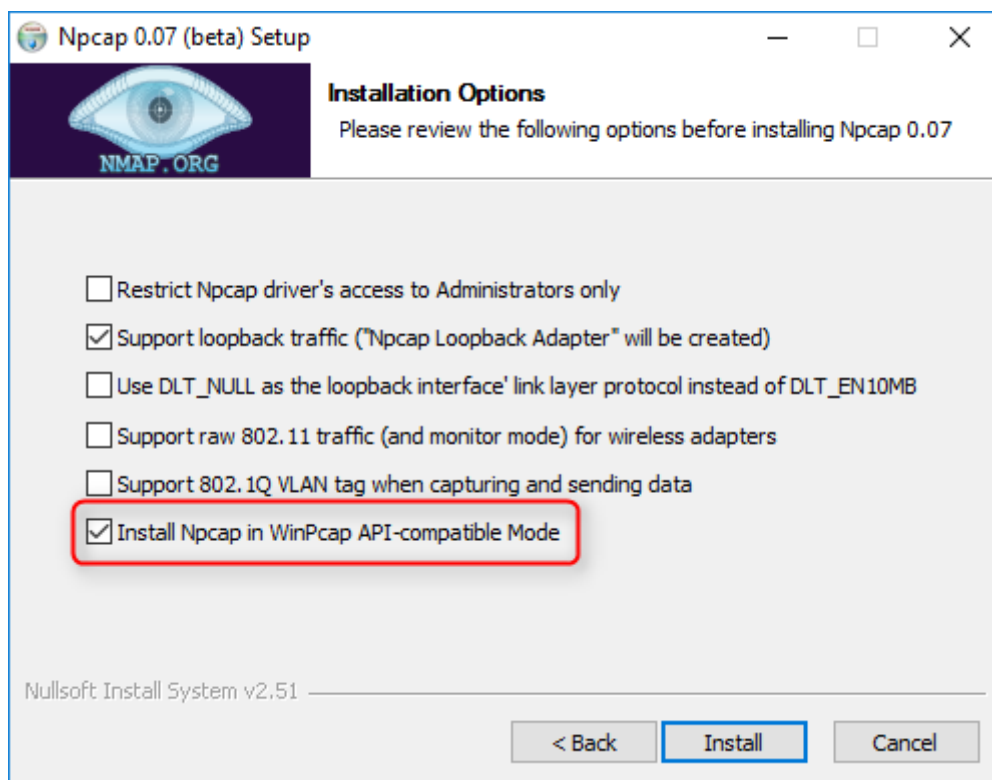 Npcap 0.07 (beta) Setup
NMAP.ORG
Installation Options
Please review the following options before installing Npcap 0.07
Restrict Npcap driver's access to Administrators only
Support loopback traffic ("Npcap Loopback Adapter" will be created)
Use DLT_NULL as the loopback interface' link layer protocol instead of DLT_EN10MB
Support raw 802.11 traffic (and monitor mode) for wireless adapters
Support 802.1Q VLAN tag when capturing and sending data
Install Npcap in WinPcap API-compatible Mode
Nullsoft Install System v2.51
< Back Install Cancel